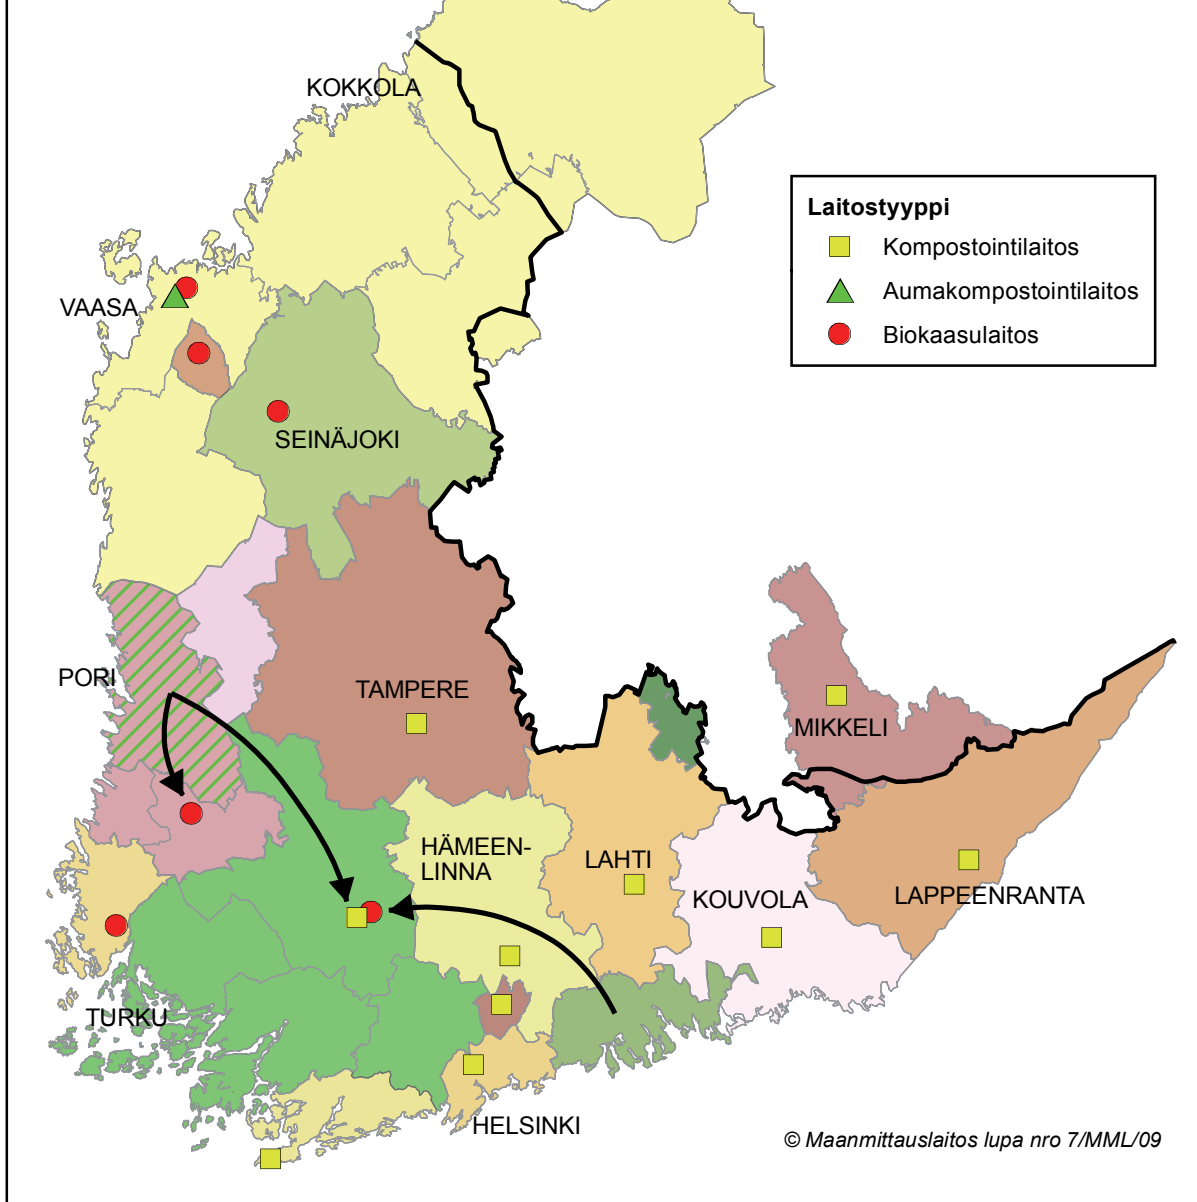 KOKKOLA
Laitostyyppi
Kompostointilaitos
Aumakompostointilaitos
Biokaasulaitos
VAASA
SEINÄJOKI
PORI
TAMPERE
MIKKELI
HÄMEEN-
LINNA
LAHTI
KOUVOLA
LAPPEENRANTA
TURKU
HELSINKI
© Maanmittauslaitos lupa nro 7/MML/09